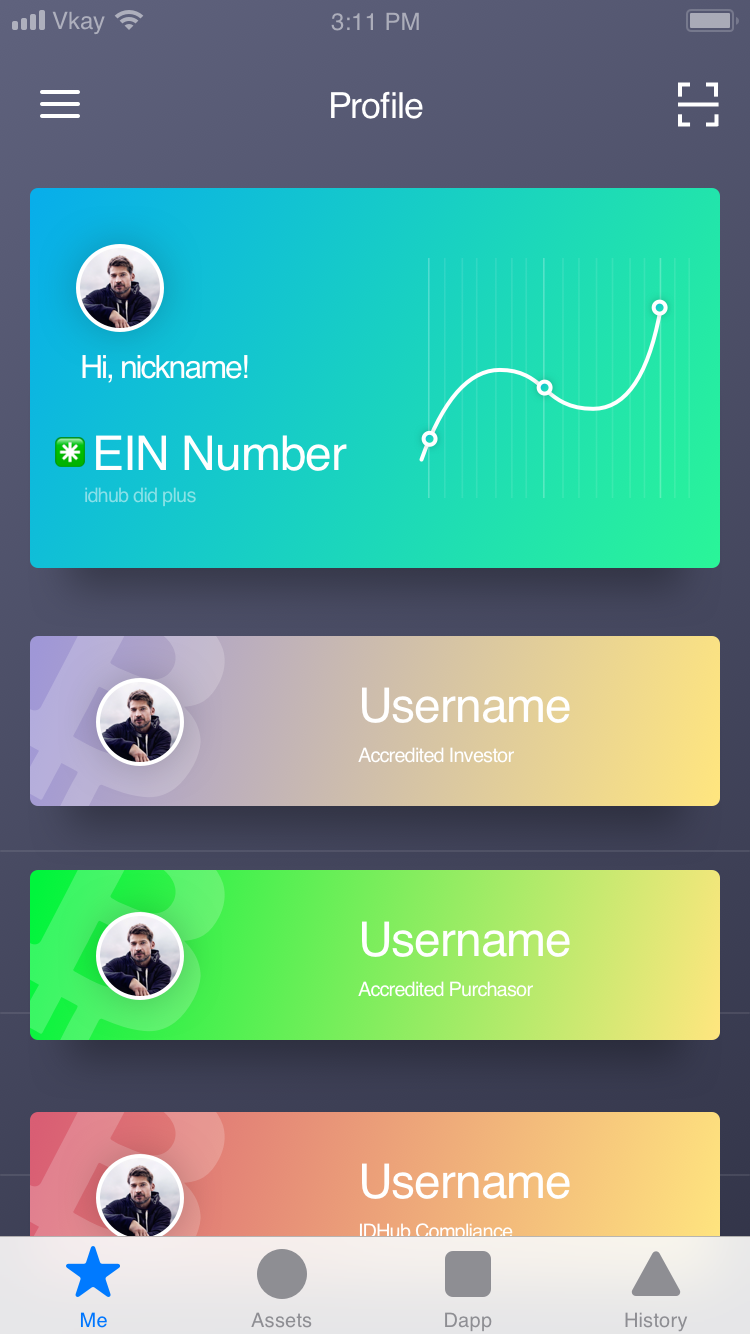 Vkay 3:11 PM
Profile
Hi, nickname!
EIN Number
idhub did plus
Username
Accredited Investor
Username
Accredited Purchasor
Username
IDHub Compliance
Me Assets Dapp History